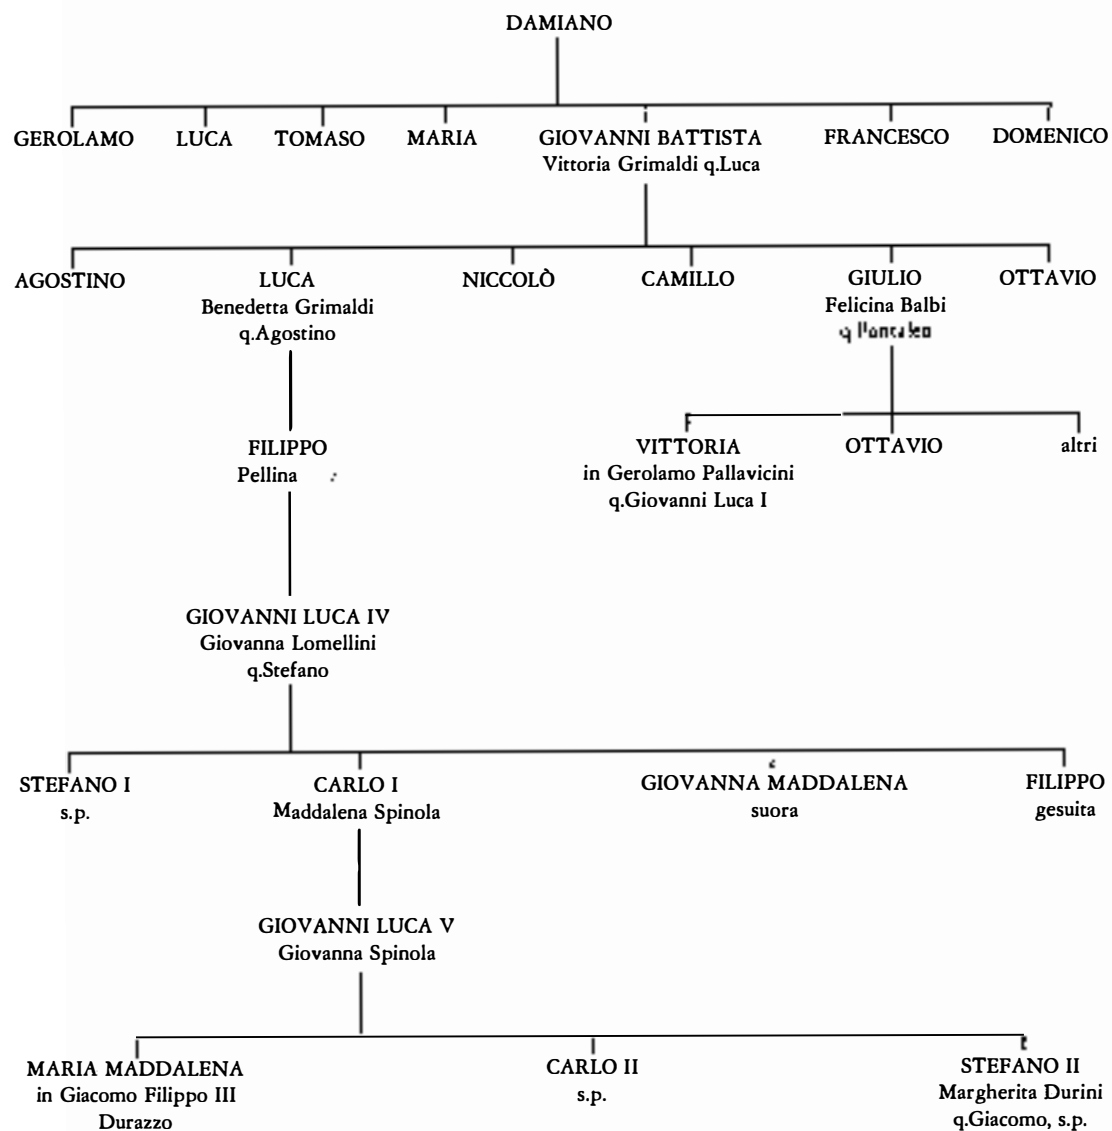 DAMIANO
GEROLAMO LUCA TOMASO MARIA GIOVANNI BATTISTA FRANCESCO DOMENICO
Vittoria Grimaldi q.Luca
AGOSTINO LUCA NICCOLÒ CAMILLO GIULIO OTTAVIO
Benedetta Grimaldi Felicina Balbi
q.Agostino q
FILIPPO VITTORIA OTTAVIO altri
Pellina in Gerolamo Pallavicini
q.Giovanni Luca I
GIOVANNI LUCA IV
Giovanna Lomellini
q.Stefano
STEFANO I CARLO I GIOVANNA MADDALENA FILIPPO
s.p. Maddalena Spinola suora gesuita
GIOVANNI LUCA V
Giovanna Spinola
MARIA MADDALENA CARLO II STEFANO II
in Giacomo Filippo III s.p. Margherita Durini
Durazzo q.Giacomo, s.p.